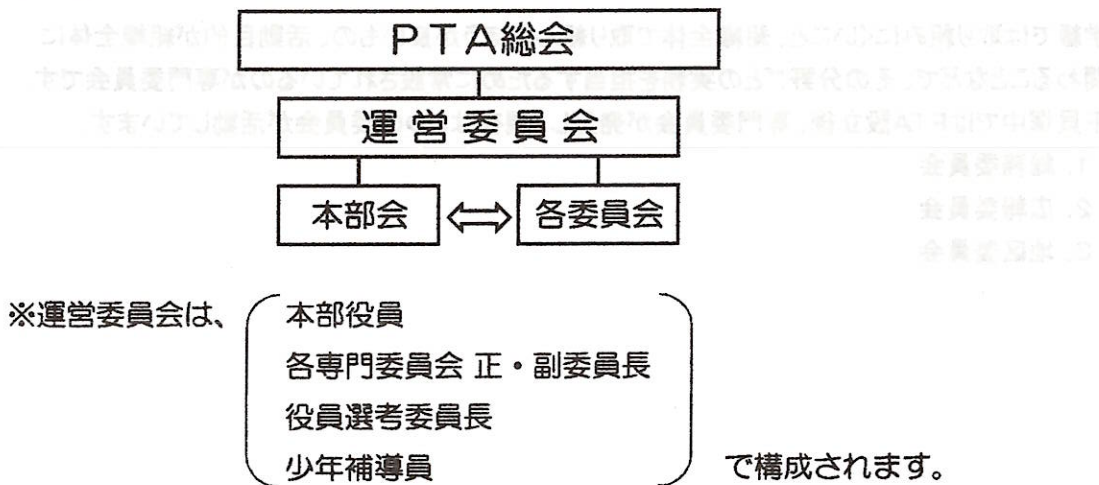 PTA総会
運営委員会
本部会 ⇔ 各委員会
※運営委員会は、
本部役員
各専門委員会 正・副委員長
役員選考委員長
少年補導員
で構成されます。